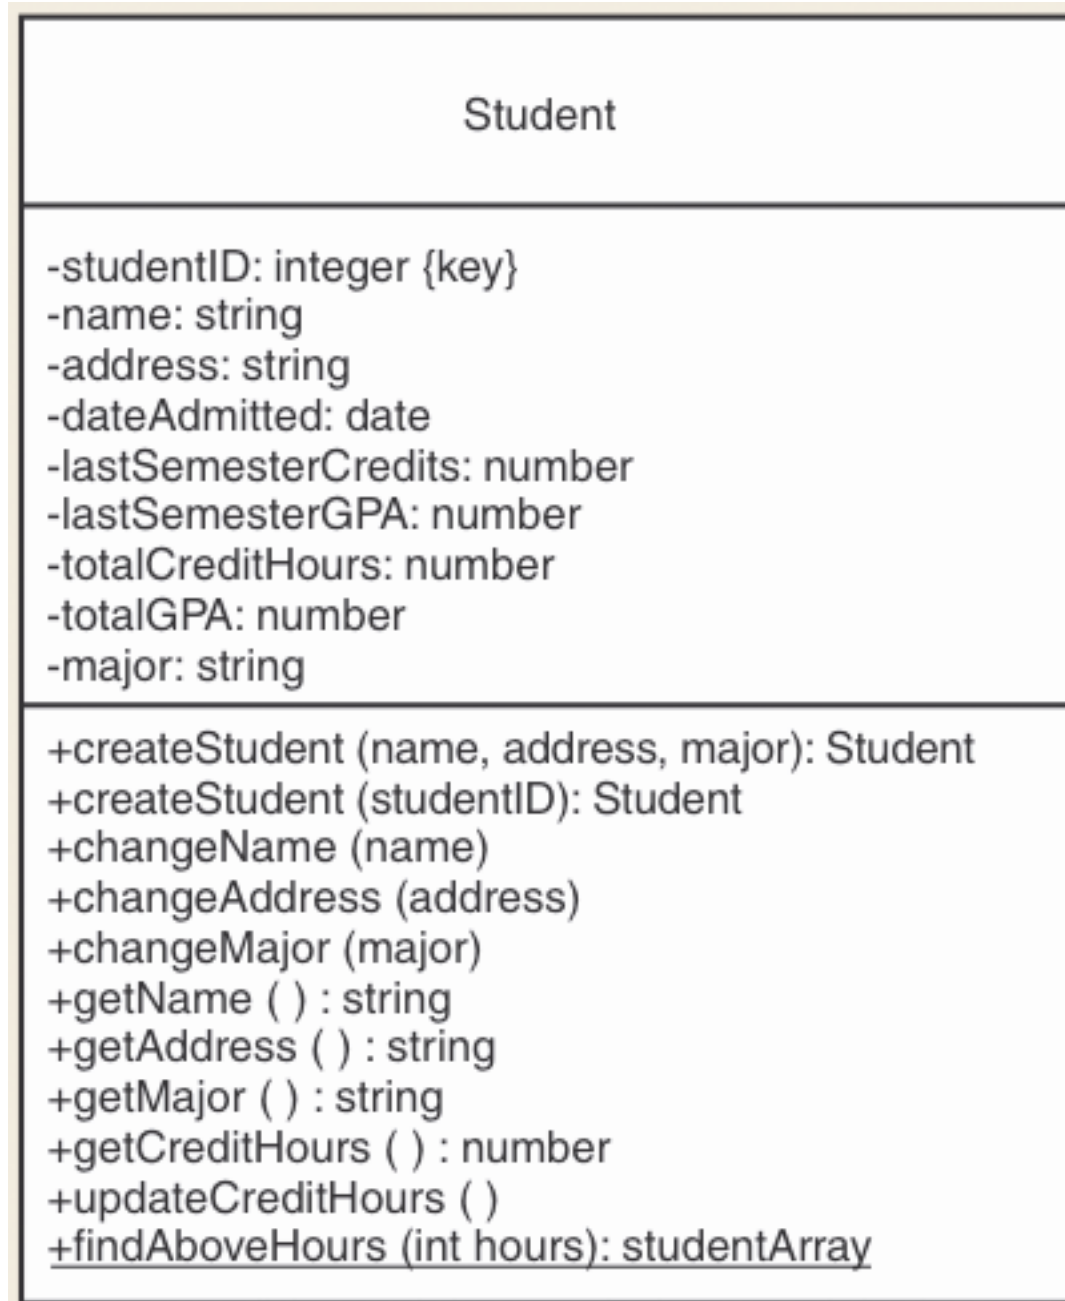 Student
-studentID: integer {key}
-name: string
-address: string
-dateAdmitted: date
-lastSemesterCredits: number
-lastSemesterGPA: number
-totalCreditHours: number
-totalGPA: number
-major: string
+createStudent (name, address, major): Student
+createStudent (studentID): Student
+changeName (name)
+changeAddress (address)
+changeMajor (major)
+getName ( ) : string
+getAddress ( ) : string
+getMajor ( ) : string
+getCreditHours ( ) : number
+updateCreditHours ( )
+findAboveHours (int hours): studentArray